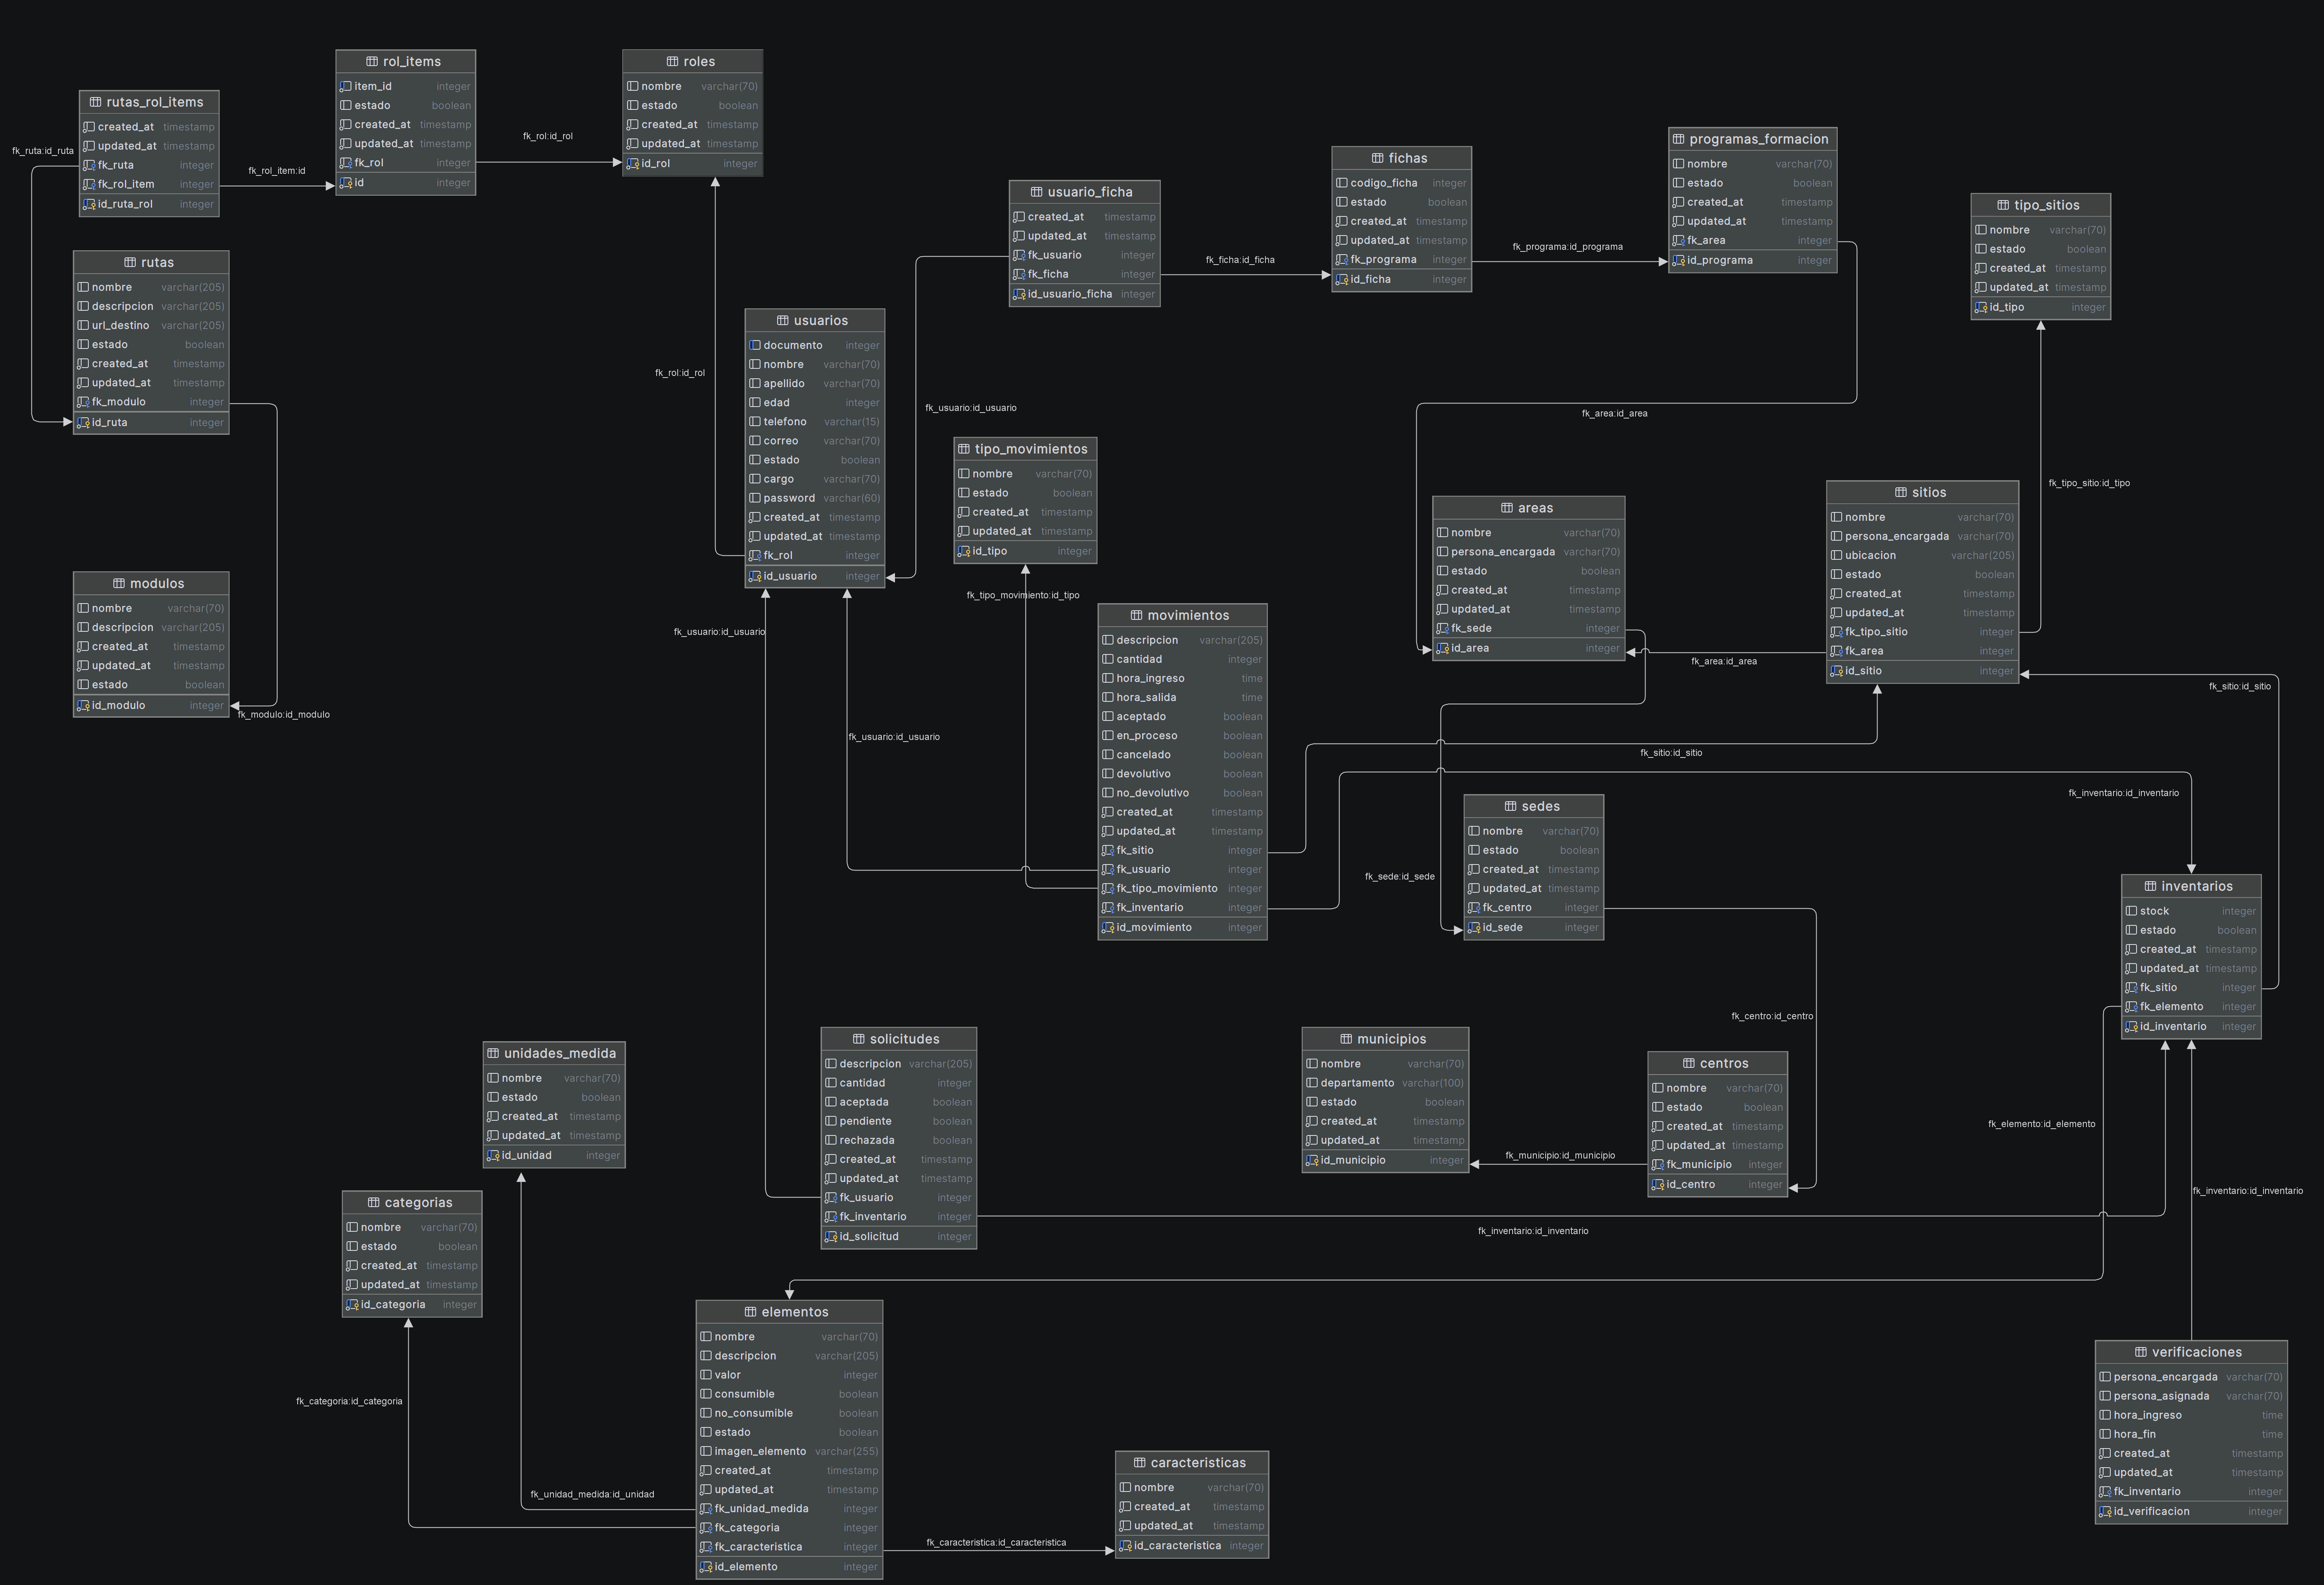 rutas_rol_items
created_at timestamp
updated_at timestamp
fk_ruta integer
fk_rol_item integer
id_ruta_rol integer
fk_ruta:id_ruta
fk_rol_item:id
rol_items
item_id integer
estado boolean
created_at timestamp
updated_at timestamp
fk_rol integer
id integer
fk_rol:id_rol
roles
nombre varchar(70)
estado boolean
created_at timestamp
updated_at timestamp
id_rol integer
rutas
nombre varchar(205)
descripcion varchar(205)
url_destino varchar(205)
estado boolean
created_at timestamp
updated_at timestamp
fk_modulo integer
id_ruta integer
modulos
nombre varchar(70)
descripcion varchar(205)
created_at timestamp
updated_at timestamp
estado boolean
id_modulo integer
fk_modulo:id_modulo
fk_rol:id_rol
usuarios
documento integer
nombre varchar(70)
apellido varchar(70)
edad integer
telefono varchar(15)
correo varchar(70)
estado boolean
cargo varchar(70)
password varchar(60)
created_at timestamp
updated_at timestamp
fk_rol integer
id_usuario integer
usuario_ficha
created_at timestamp
updated_at timestamp
fk_usuario integer
fk_ficha integer
id_usuario_ficha integer
fk_ficha:id_ficha
fk_usuario:id_usuario
fichas
codigo_ficha integer
estado boolean
created_at timestamp
updated_at timestamp
fk_programa integer
id_ficha integer
fk_programa:id_programa
programas_formacion
nombre varchar(70)
estado boolean
created_at timestamp
updated_at timestamp
fk_area integer
id_programa integer
fk_area:id_area
tipo_sitios
nombre varchar(70)
estado boolean
created_at timestamp
updated_at timestamp
id_tipo integer
fk_tipo_sitio:id_tipo
tipo_movimientos
nombre varchar(70)
estado boolean
created_at timestamp
updated_at timestamp
id_tipo integer
fk_tipo_movimiento:id_tipo
fk_usuario:id_usuario
fk_usuario:id_usuario
movimientos
descripcion varchar(205)
cantidad integer
hora_ingreso time
hora_salida time
aceptado boolean
en_proceso boolean
cancelado boolean
devolutivo boolean
no_devolutivo boolean
created_at timestamp
updated_at timestamp
fk_sitio integer
fk_usuario integer
fk_tipo_movimiento integer
fk_inventario integer
id_movimiento integer
areas
nombre varchar(70)
persona_encargada varchar(70)
estado boolean
created_at timestamp
updated_at timestamp
fk_sede integer
id_area integer
fk_area:id_area
sitios
nombre varchar(70)
persona_encargada varchar(70)
ubicacion varchar(205)
estado boolean
created_at timestamp
updated_at timestamp
fk_tipo_sitio integer
fk_area integer
id_sitio integer
fk_sitio:id_sitio
fk_sitio:id_sitio
fk_inventario:id_inventario
sedes
nombre varchar(70)
estado boolean
created_at timestamp
updated_at timestamp
fk_centro integer
id_sede integer
fk_sede:id_sede
fk_centro:id_centro
inventarios
stock integer
estado boolean
created_at timestamp
updated_at timestamp
fk_sitio integer
fk_elemento integer
id_inventario integer
unidades_medida
nombre varchar(70)
estado boolean
created_at timestamp
updated_at timestamp
id_unidad integer
solicitudes
descripcion varchar(205)
cantidad integer
aceptada boolean
pendiente boolean
rechazada boolean
created_at timestamp
updated_at timestamp
fk_usuario integer
fk_inventario integer
id_solicitud integer
municipios
nombre varchar(70)
departamento varchar(100)
estado boolean
created_at timestamp
updated_at timestamp
id_municipio integer
fk_municipio:id_municipio
centros
nombre varchar(70)
estado boolean
created_at timestamp
updated_at timestamp
fk_municipio integer
id_centro integer
fk_elemento:id_elemento
fk_inventario:id_inventario
fk_inventario:id_inventario
categorias
nombre varchar(70)
estado boolean
created_at timestamp
updated_at timestamp
id_categoria integer
fk_categoria:id_categoria
fk_unidad_medida:id_unidad
elementos
nombre varchar(70)
descripcion varchar(205)
valor integer
consumible boolean
no_consumible boolean
estado boolean
imagen_elemento varchar(255)
created_at timestamp
updated_at timestamp
fk_unidad_medida integer
fk_categoria integer
fk_caracteristica integer
id_elemento integer
fk_caracteristica:id_caracteristica
caracteristicas
nombre varchar(70)
created_at timestamp
updated_at timestamp
id_caracteristica integer
verificaciones
persona_encargada varchar(70)
persona_asignada varchar(70)
hora_ingreso time
hora_fin time
created_at timestamp
updated_at timestamp
fk_inventario integer
id_verificacion integer